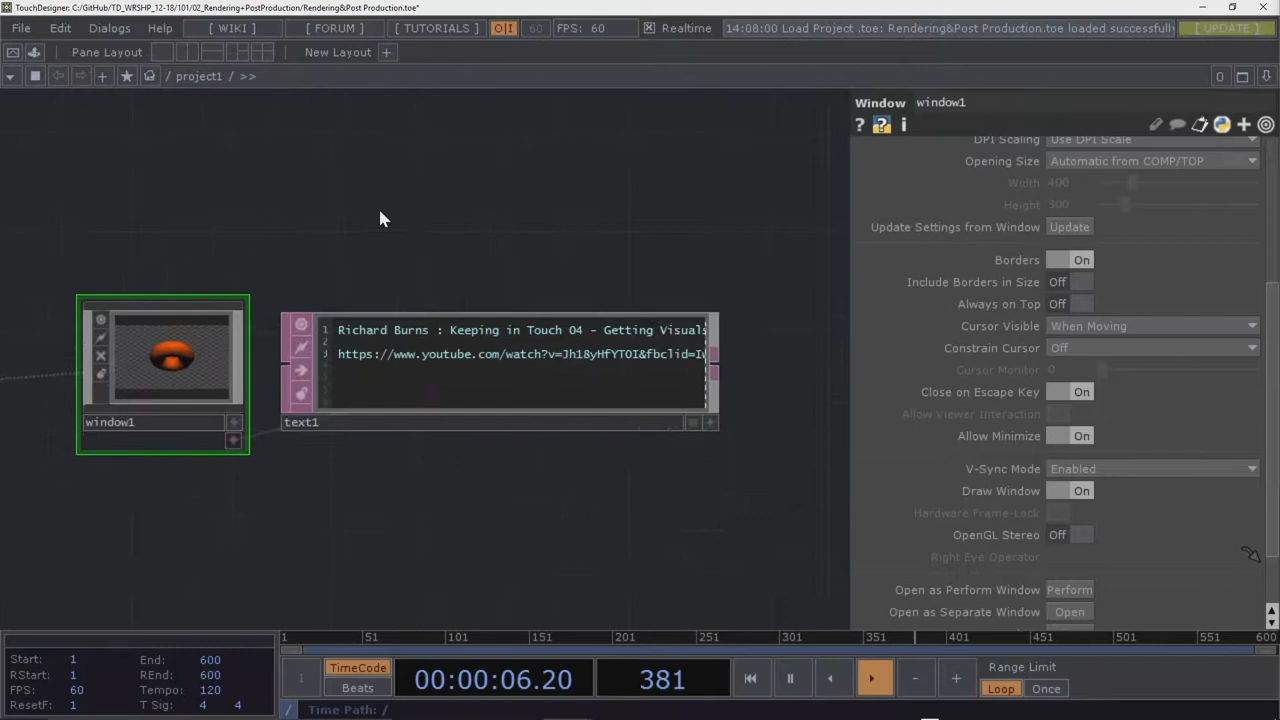 TouchDesigner: C:/GitHub/TD_WRSHP_12-18/101/02_Rendering+PostProduction/Rendering&Post Production.toe*
File Edit Dialogs Help [ WIKI ] [ FORUM ] [ TUTORIALS ] O|I 60 FPS: 60 Realtime 14:08:00 Load Project .toe: Rendering&Post Production.toe loaded successfully [ UPDATE ]
Pane Layout New Layout +
/ project1 / >> 0
Window window1
? ? i
DPI Scaling Use DPI Scale
Opening Size Automatic from COMP/TOP
Width 400
Height 300
Update Settings from Window Update
Borders On
Include Borders in Size Off
Always on Top Off
Cursor Visible When Moving
Constrain Cursor Off
Cursor Monitor 0
Close on Escape Key On
Allow Viewer Interaction
Allow Minimize On
V-Sync Mode Enabled
Draw Window On
Hardware Frame-Lock
OpenGL Stereo Off
Right Eye Operator
Open as Perform Window Perform
Open as Separate Window Open
1 Richard Burns : Keeping in Touch 04 - Getting Visuals
2
3 https://www.youtube.com/watch?v=Jh18yHfYTOI&fbclid=
window1
text1
1 51 101 151 201 251 301 351 401 451 501 551 600
Start: 1 End: 600
RStart: 1 REnd: 600
FPS: 60 Tempo: 120
ResetF: 1 T Sig: 4 4
1 TimeCode
Beats
00:00:06.20
381
Range Limit
Loop Once
/ Time Path: /